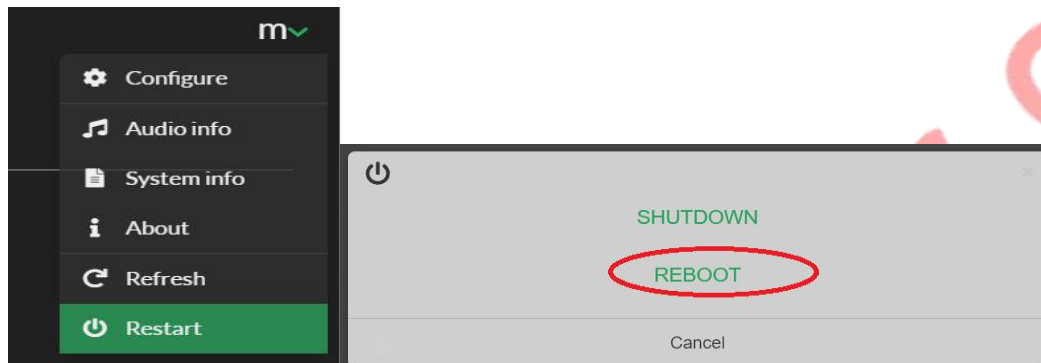 m
Configure
Audio info
System info
About
Refresh
Restart
SHUTDOWN
REBOOT
Cancel